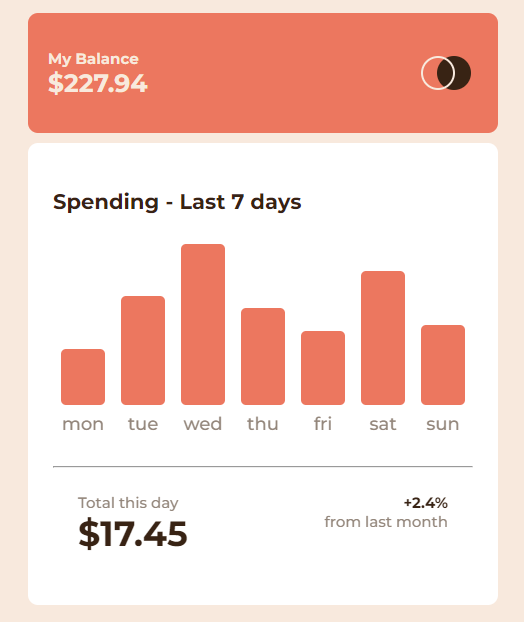 My Balance
$227.94
Spending - Last 7 days
mon tue wed thu fri sat sun
Total this day
$17.45
+2.4%
from last month